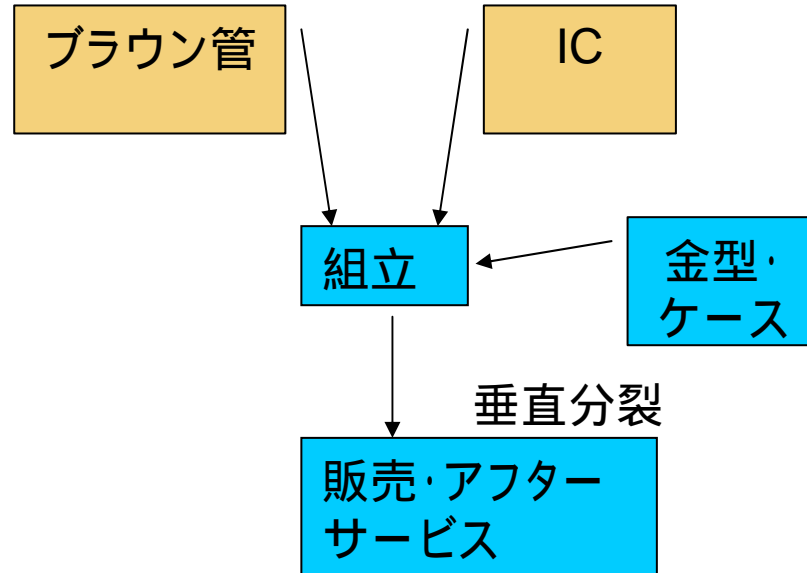 ブラウン管
IC
組立
金型・
ケース
垂直分裂
販売・アフター
サービス